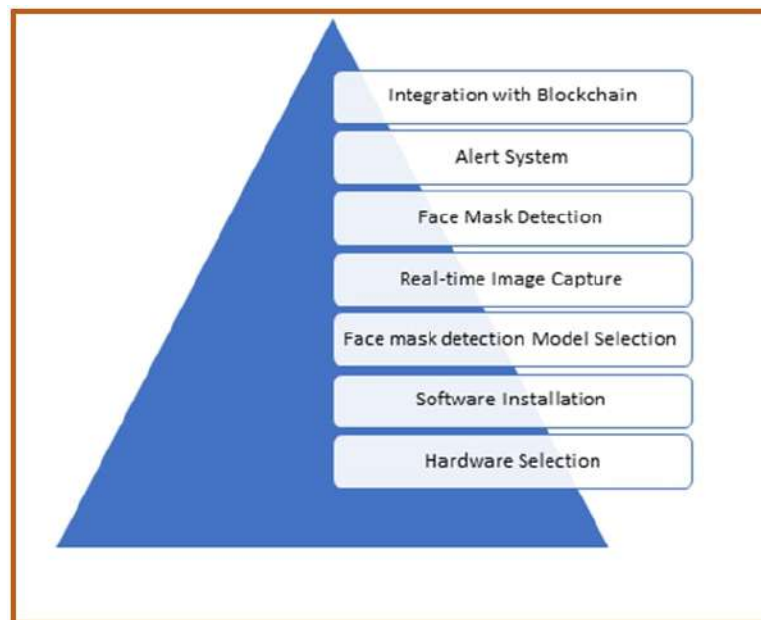 Integration with Blockchain
Alert System
Face Mask Detection
Real-time Image Capture
Face mask detection Model Selection
Software Installation
Hardware Selection